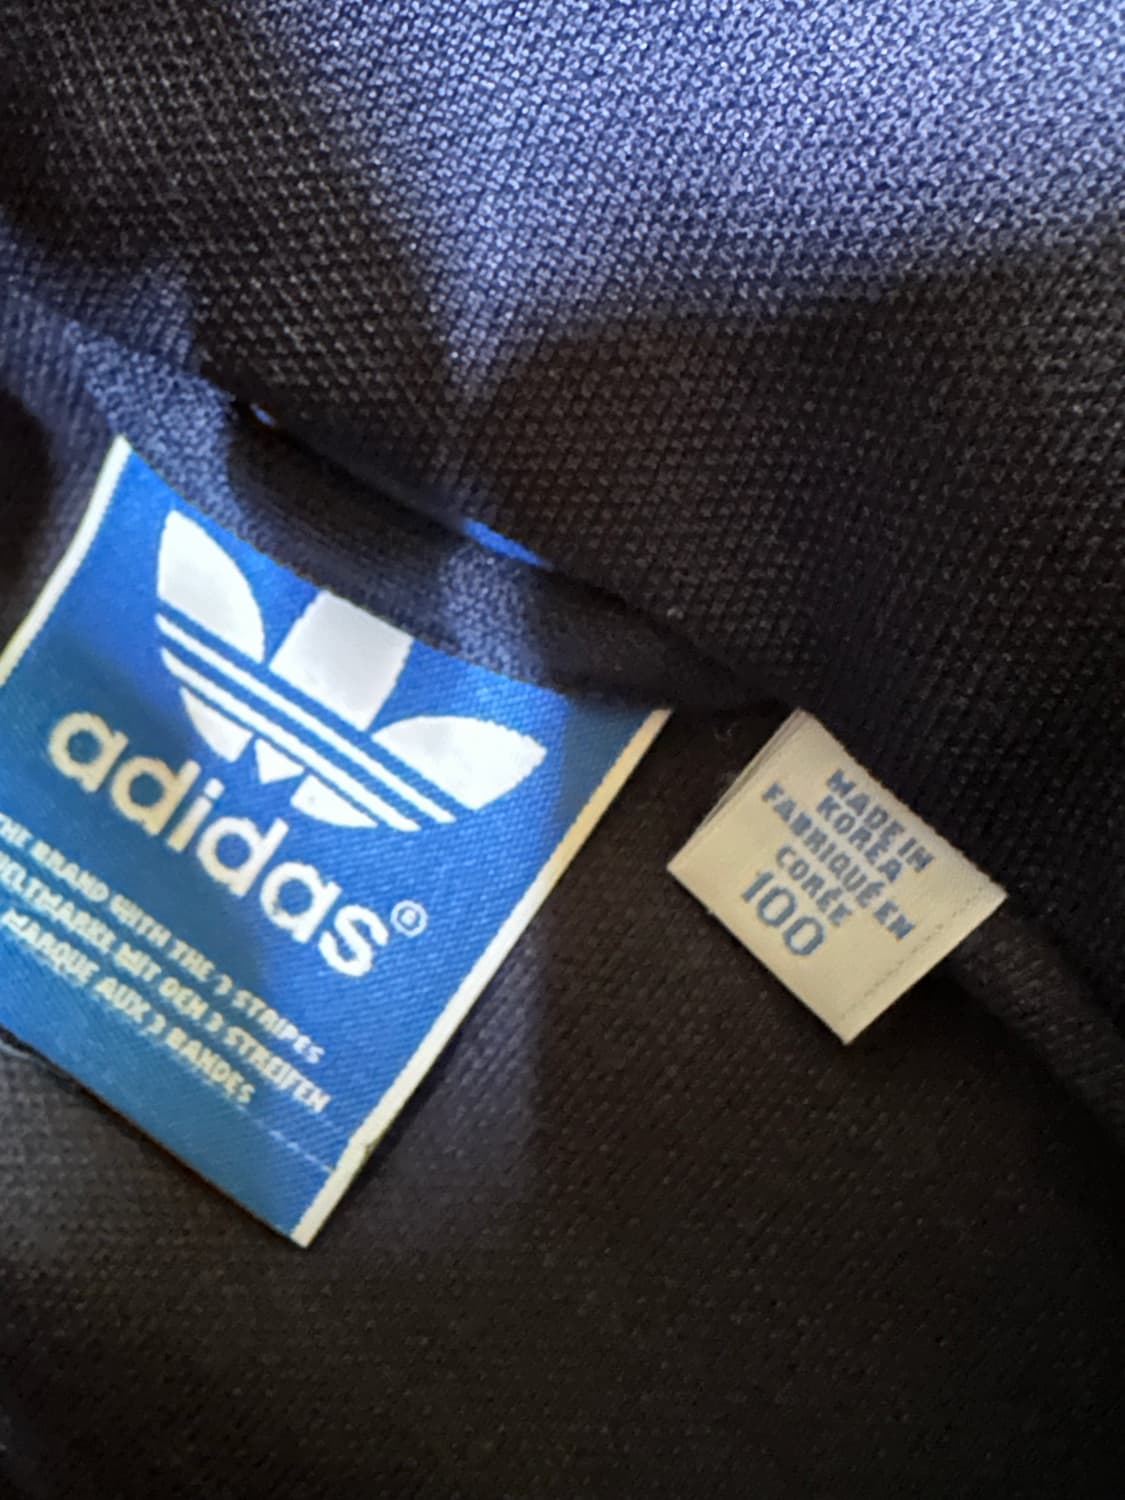 adidas®
THE BRAND WITH THE 3 STRIPES
WELTMARKE MIT DEN 3 STREIFEN
MARQUE AUX 3 BANDES
MADE IN
KOREA
FABRIQUÉ EN
CORÉE
100